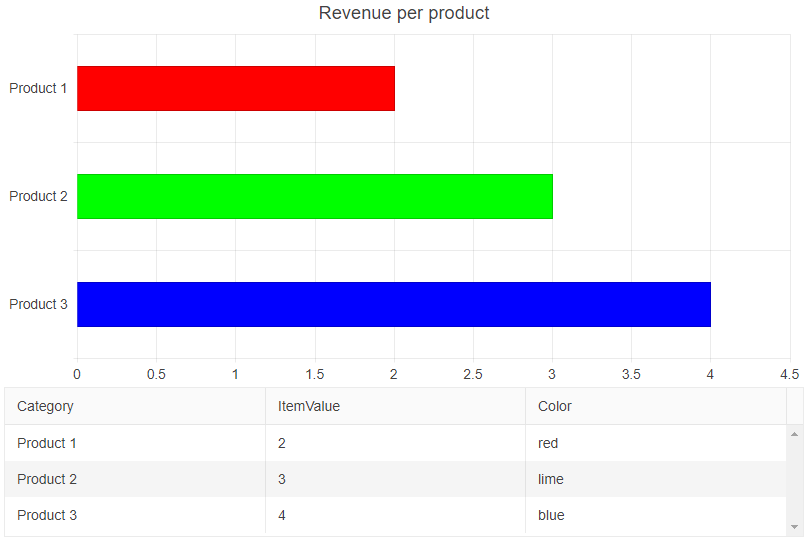 Revenue per product
Product 1
Product 2
Product 3
0 0.5 1 1.5 2 2.5 3 3.5 4 4.5
Category ItemValue Color
Product 1 2 red
Product 2 3 lime
Product 3 4 blue